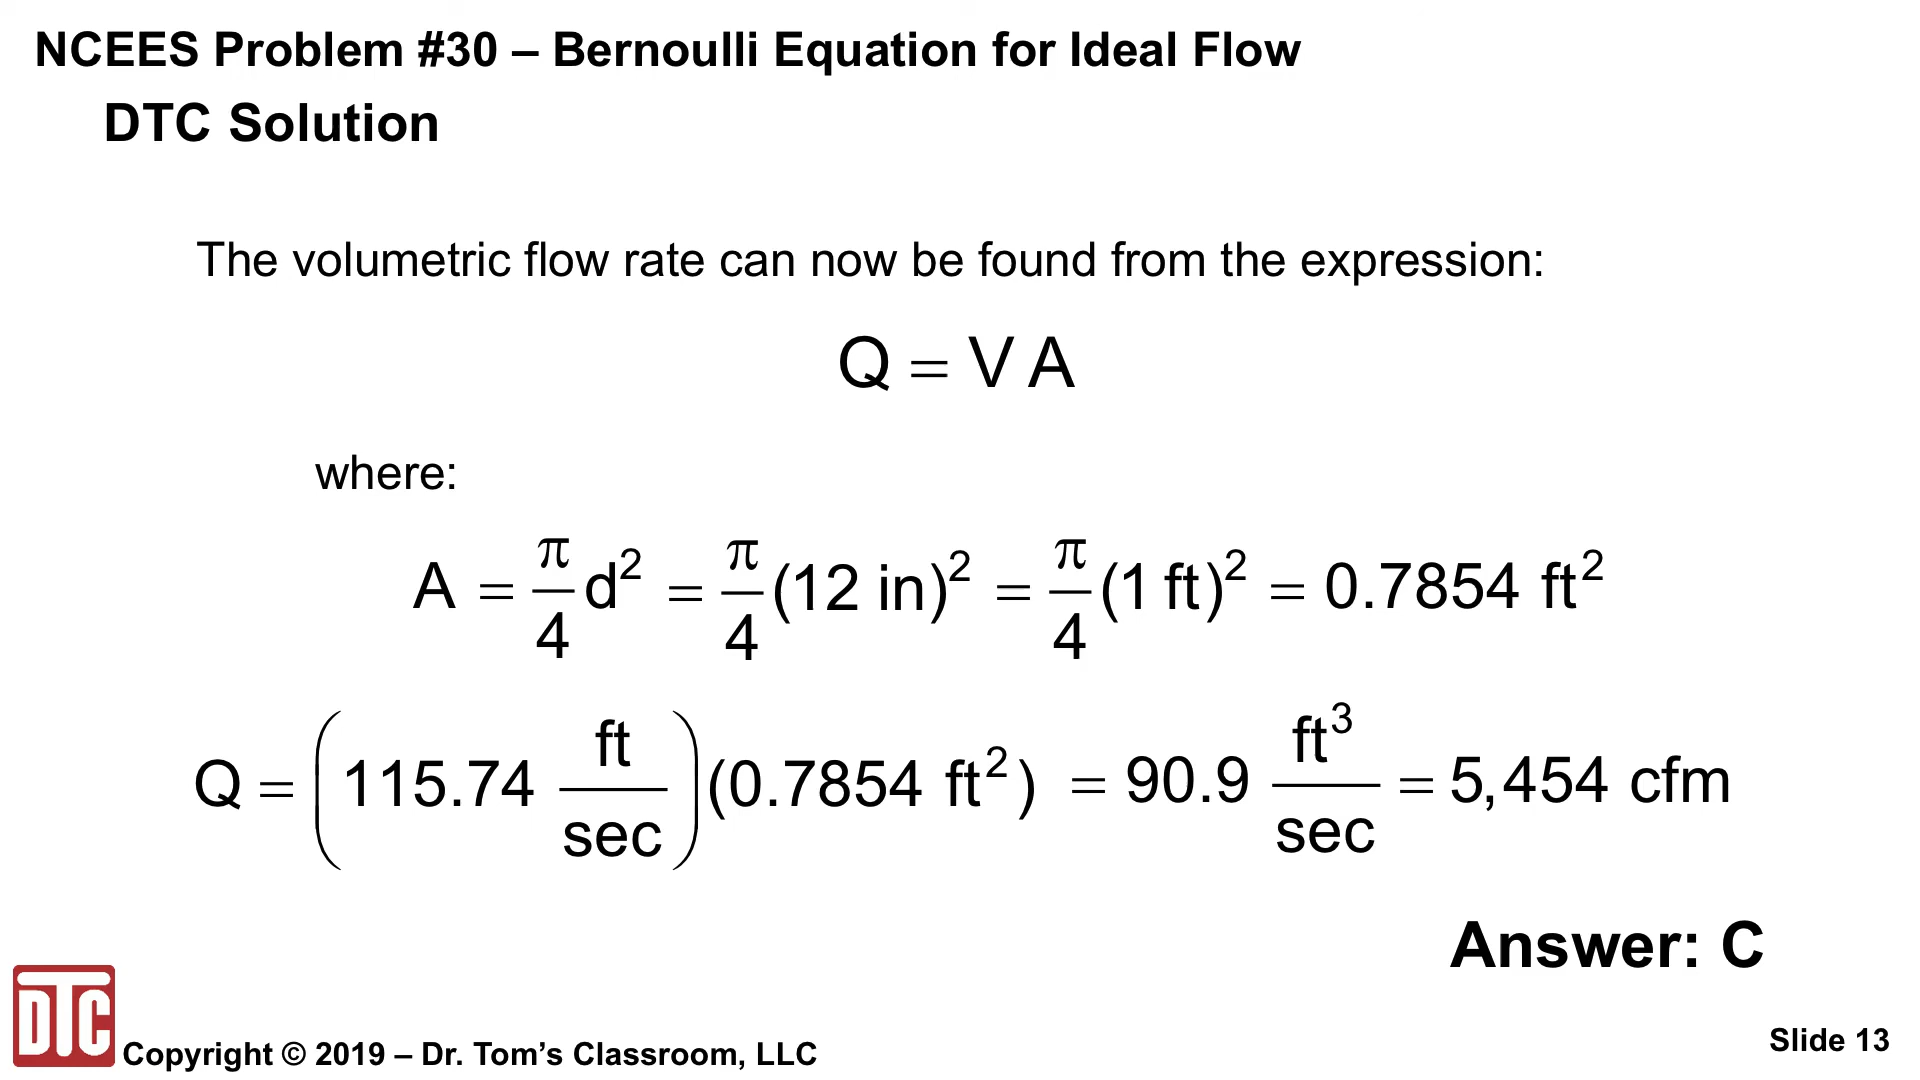 NCEES Problem #30 – Bernoulli Equation for Ideal Flow
DTC Solution
The volumetric flow rate can now be found from the expression:
Q = V A
where:
A = π/4 d² = π/4 (12 in)² = π/4 (1 ft)² = 0.7854 ft²
Q = (115.74 ft/sec)(0.7854 ft²) = 90.9 ft³/sec = 5,454 cfm
Answer: C
DTC
Copyright © 2019 – Dr. Tom’s Classroom, LLC
Slide 13